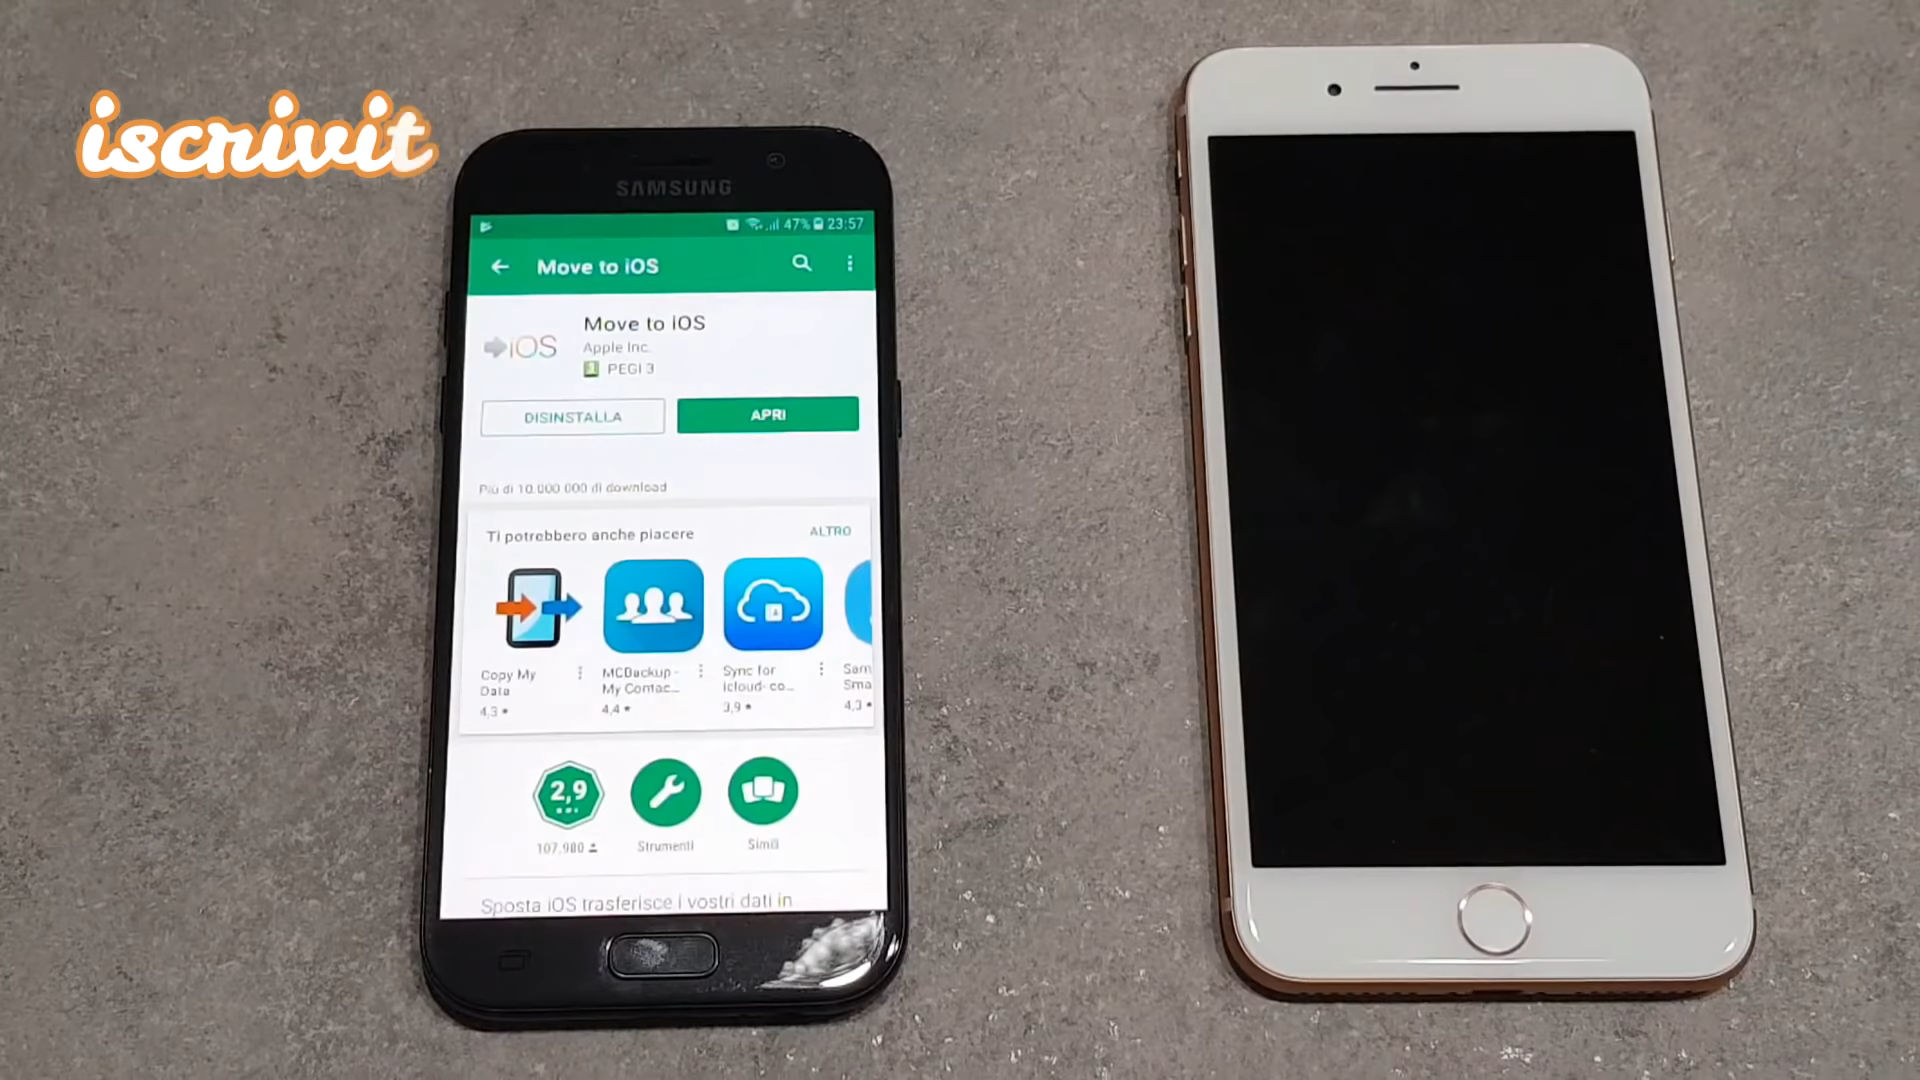 iscrivit
SAMSUNG
47% 23:57
Move to iOS
iOS
Move to iOS
Apple Inc.
PEGI 3
DISINSTALLA
APRI
Più di 10.000.000 di download
Ti potrebbero anche piacere
ALTRO
Copy My
Data
4,3
MCBackup -
My Contac...
4,4
Sync for
icloud- co...
3,9
Sam
Sma
4,3
2,9
107.980
Strumenti
Simili
Sposta iOS trasferisce i vostri dati in